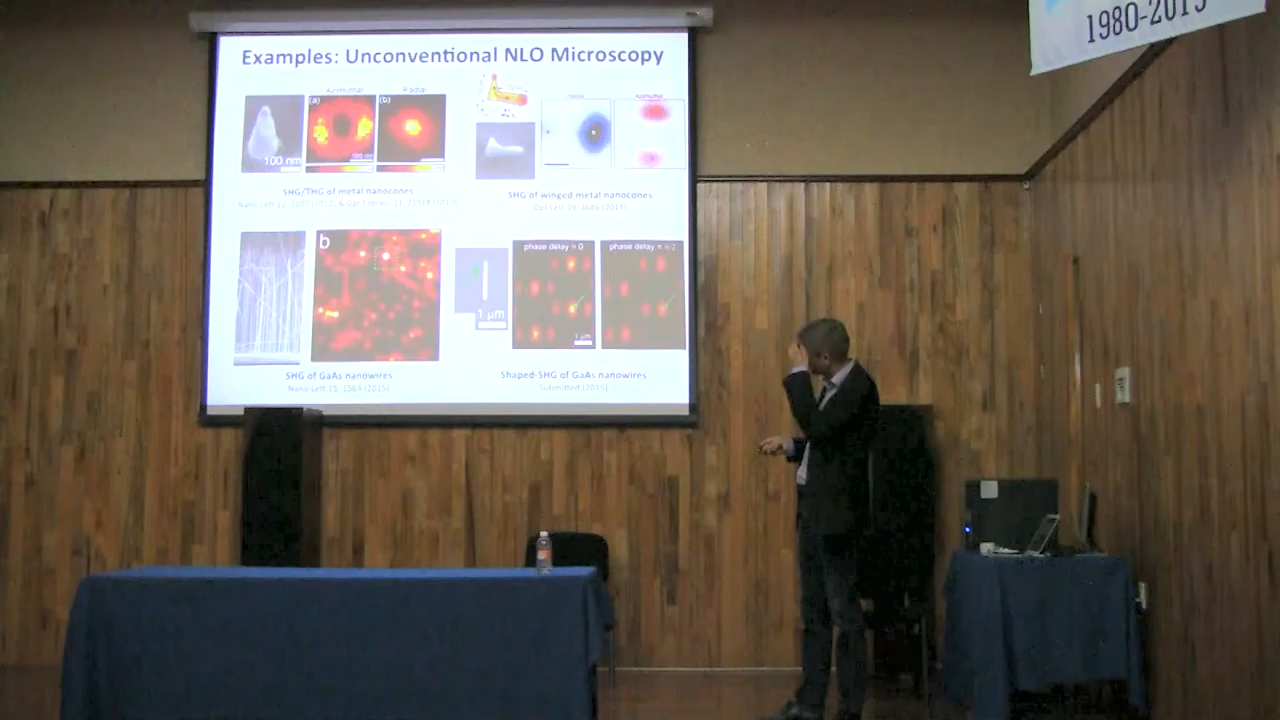 Examples: Unconventional NLO Microscopy
Azimuthal
Radial
(a)
(b)
100 nm
SHG/THG of metal nanocones
Azimuthal
SHG of winged metal nanocones
b
SHG of GaAs nanowires
Nano Lett 15, 1564 (2015)
1 µm
phase delay = 0
phase delay =
1 µm
Shaped-SHG of GaAs nanowires
Submitted (2015)
1980-2015